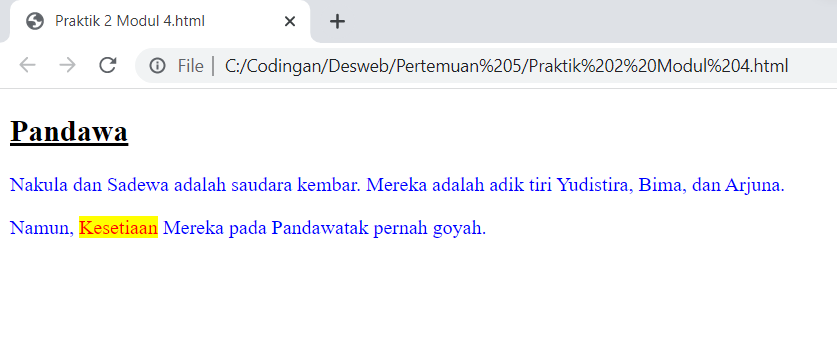 Praktik 2 Modul 4.html
File | C:/Codingan/Desweb/Pertemuan%205/Praktik%202%20Modul%204.html
Pandawa
Nakula dan Sadewa adalah saudara kembar. Mereka adalah adik tiri Yudistira, Bima, dan Arjuna.
Namun, Kesetiaan Mereka pada Pandawatak pernah goyah.